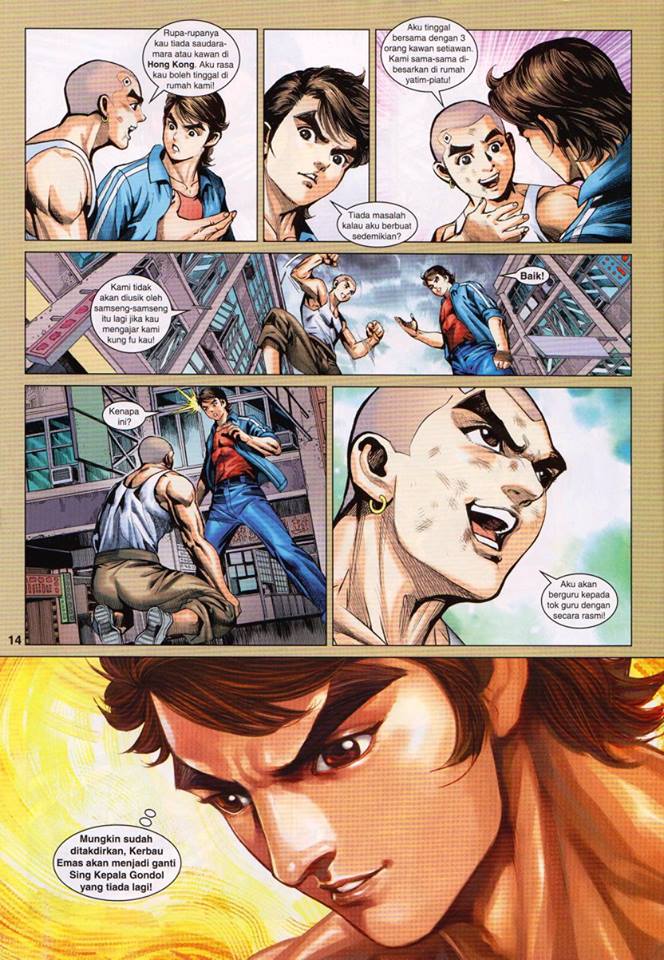 Rupa-rupanya
kau tiada saudara-
mara atau kawan di
Hong Kong. Aku rasa
kau boleh tinggal di
rumah kami!
Tiada masalah
kalau aku berbuat
sedemikian?
Aku tinggal
bersama dengan 3
orang kawan setiawan.
Kami sama-sama di-
besarkan di rumah
yatim-piatu!
Kami tidak
akan diusik oleh
samseng-samseng
itu lagi jika kau
mengajar kami
kung fu kau!
Baik!
Kenapa
ini?
Aku akan
berguru kepada
tok guru dengan
secara rasmi!
14
Mungkin sudah
ditakdirkan, Kerbau
Emas akan menjadi ganti
Sing Kepala Gondol
yang tiada lagi!